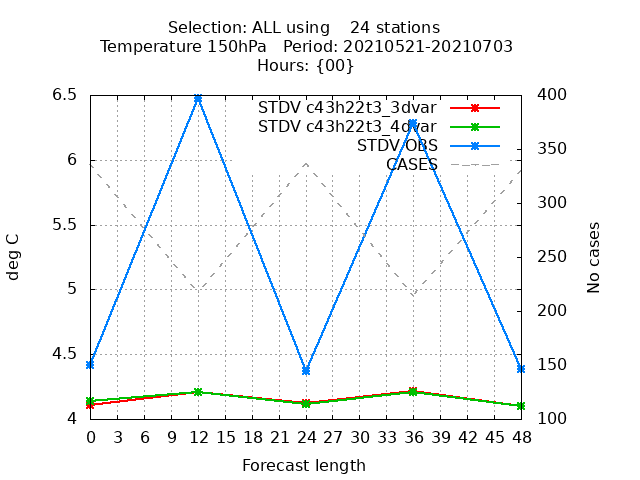 Selection: ALL using 24 stations
Temperature 150hPa Period: 20210521-20210703
Hours: {00}
STDV c43h22t3_3dvar
STDV c43h22t3_4dvar
STDV OBS
CASES
6.5
6
5.5
5
4.5
4
deg C
400
350
300
250
200
150
100
No cases
0 3 6 9 12 15 18 21 24 27 30 33 36 39 42 45 48
Forecast length